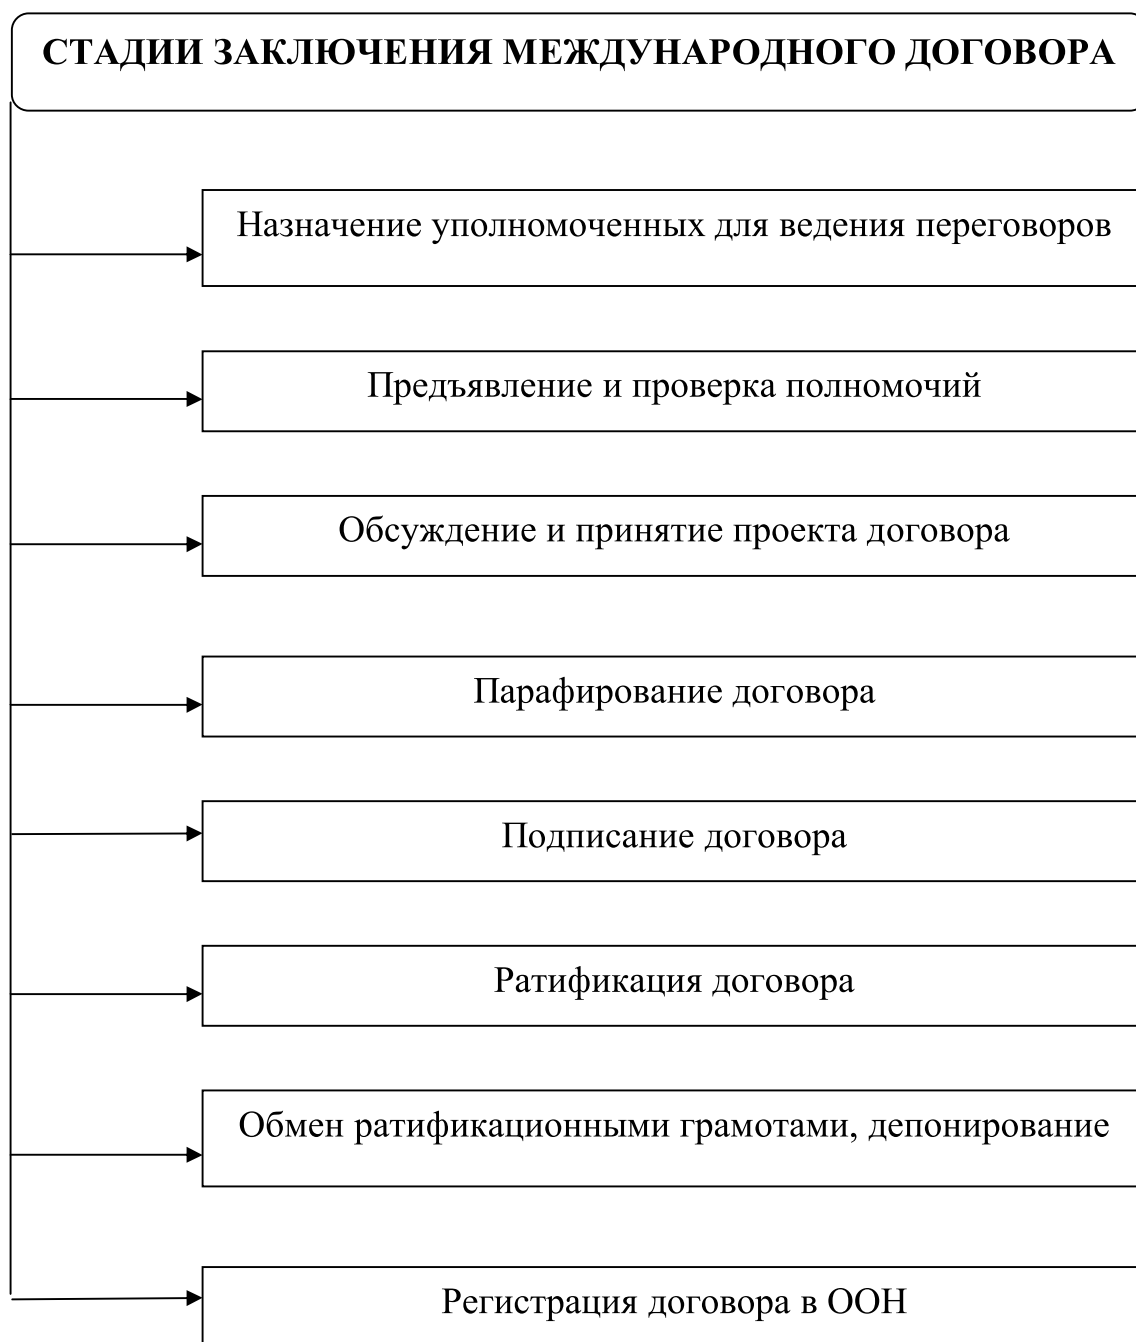 СТАДИИ ЗАКЛЮЧЕНИЯ МЕЖДУНАРОДНОГО ДОГОВОРА
Назначение уполномоченных для ведения переговоров
Предъявление и проверка полномочий
Обсуждение и принятие проекта договора
Парафирование договора
Подписание договора
Ратификация договора
Обмен ратификационными грамотами, депонирование
Регистрация договора в ООН